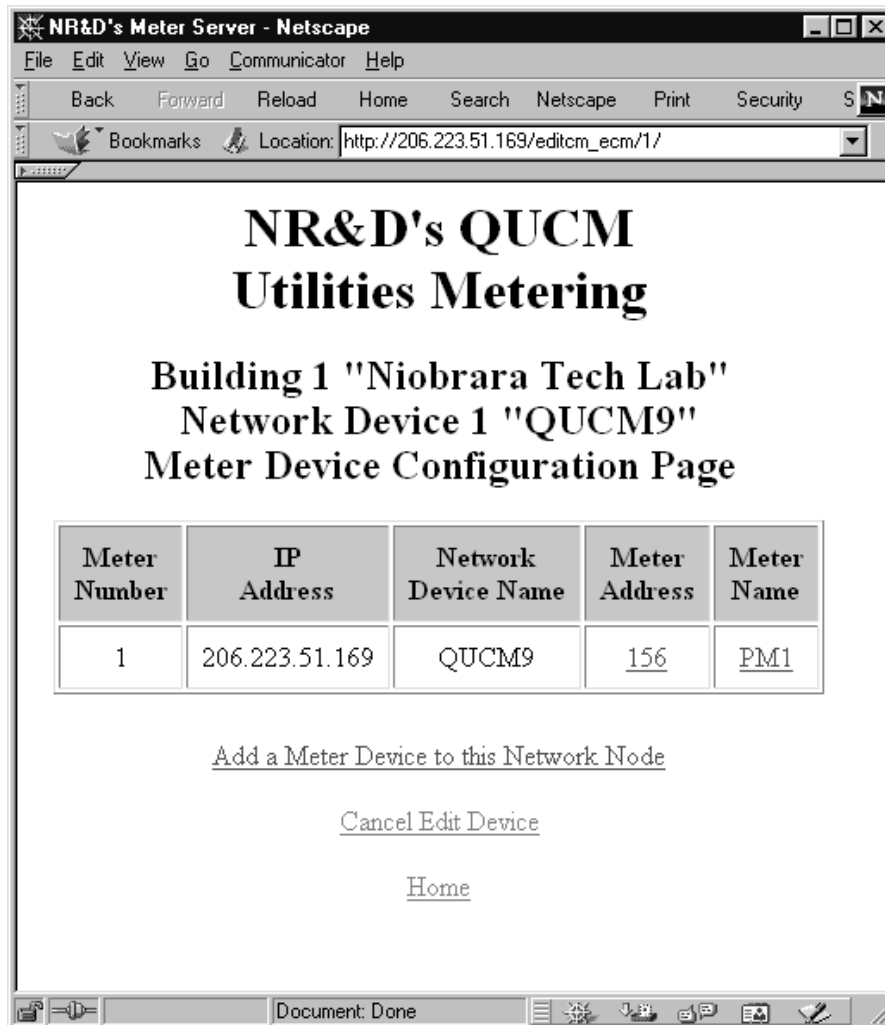 NR&D's Meter Server - Netscape
File Edit View Go Communicator Help
Back Forward Reload Home Search Netscape Print Security S N
Bookmarks Location: http://206.223.51.169/editcm_ecm/1/
NR&D's QUCM
Utilities Metering
Building 1 "Niobrara Tech Lab"
Network Device 1 "QUCM9"
Meter Device Configuration Page
Meter Number IP Address Network Device Name Meter Address Meter Name
1 206.223.51.169 QUCM9 156 PM1
Add a Meter Device to this Network Node
Cancel Edit Device
Home
Document: Done